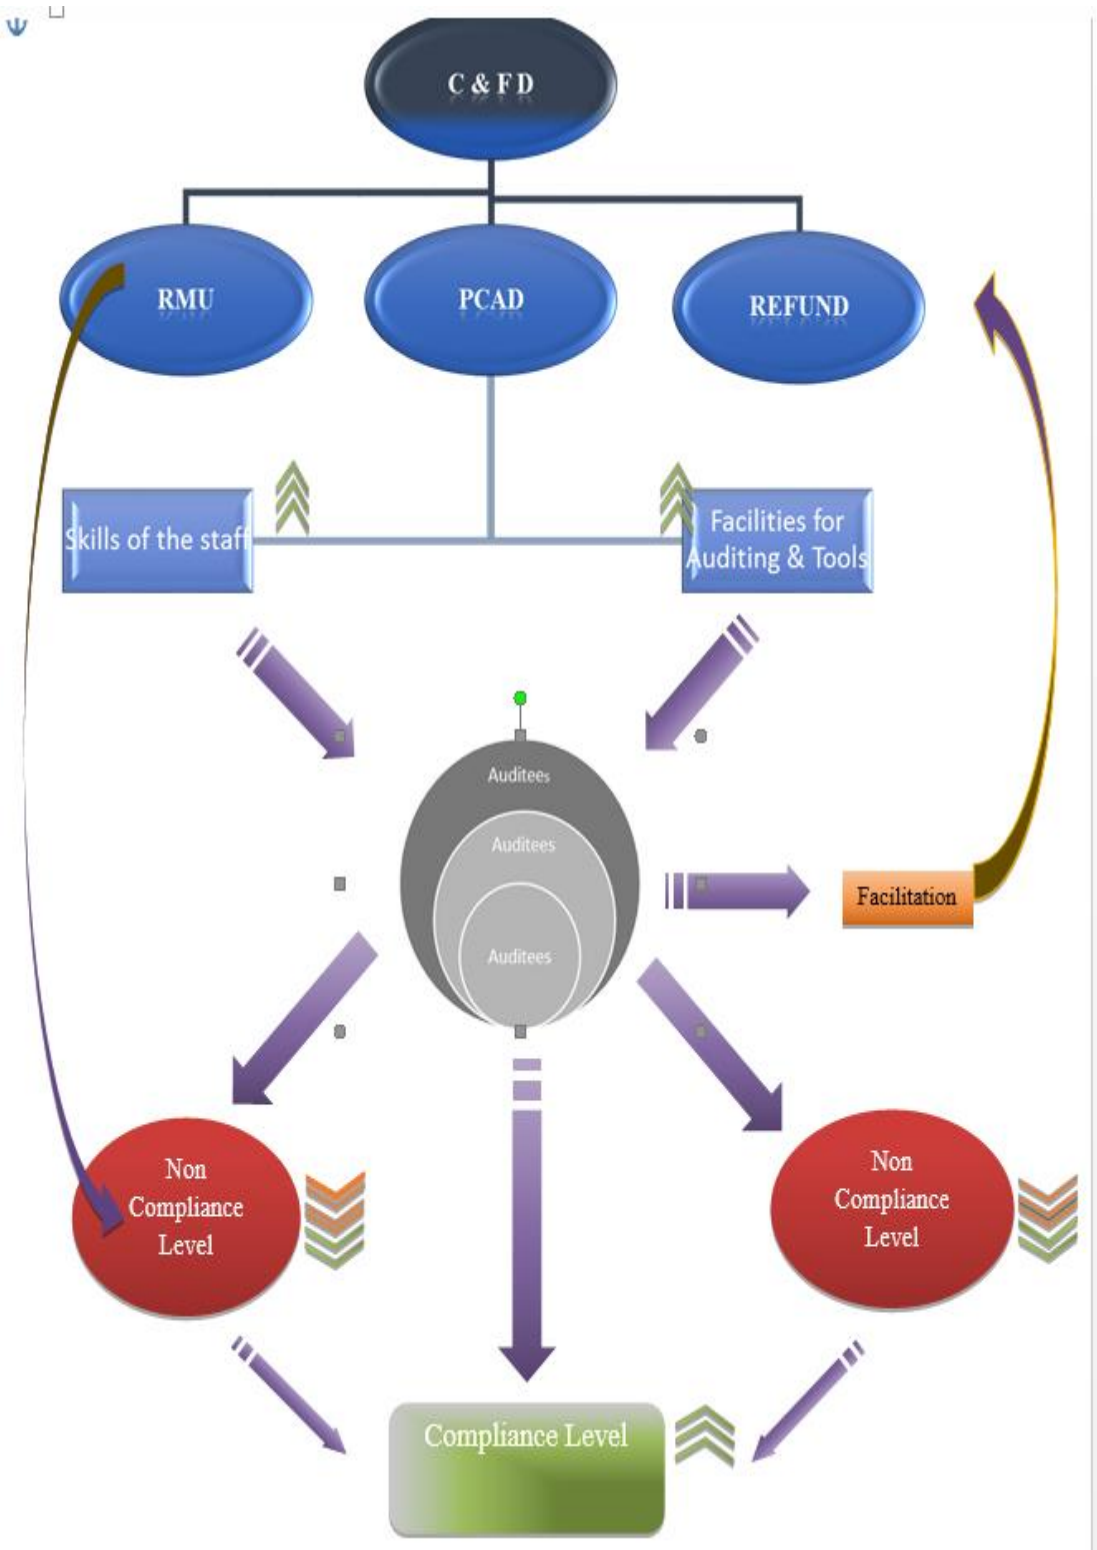 C & F D
RMU
PCAD
REFUND
Skills of the staff
Facilities for
Auditing & Tools
Auditees
Auditees
Auditees
Facilitation
Non
Compliance
Level
Non
Compliance
Level
Compliance Level